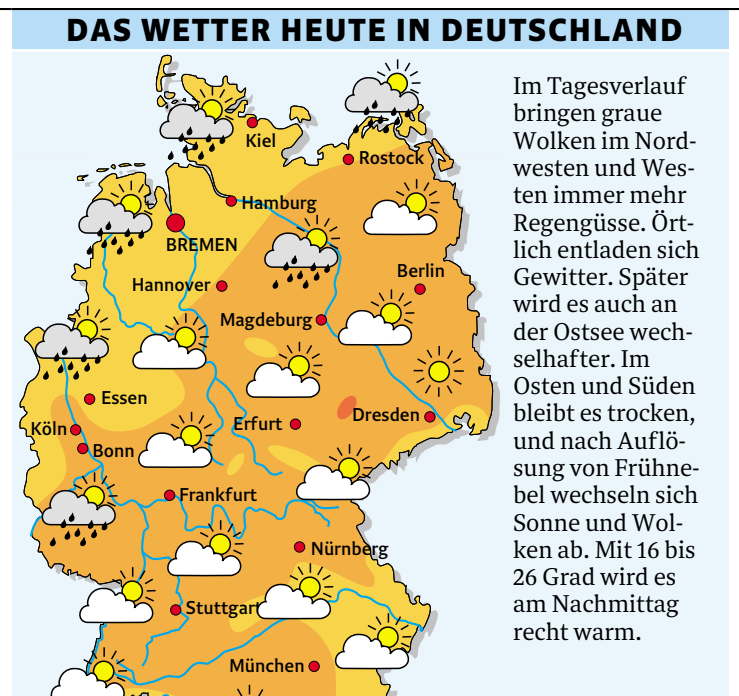 DAS WETTER HEUTE IN DEUTSCHLAND
Kiel
Rostock
Hamburg
BREMEN
Berlin
Hannover
Magdeburg
Essen
Köln
Bonn
Erfurt
Dresden
Frankfurt
Nürnberg
Stuttgart
München
Im Tagesverlauf
bringen graue
Wolken im Nord-
westen und Wes-
ten immer mehr
Regengüsse. Ört-
lich entladen sich
Gewitter. Später
wird es auch an
der Ostsee wech-
selhafter. Im
Osten und Süden
bleibt es trocken,
und nach Auflö-
sung von Frühne-
bel wechseln sich
Sonne und Wol-
ken ab. Mit 16 bis
26 Grad wird es
am Nachmittag
recht warm.